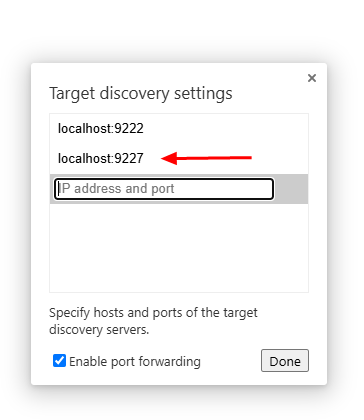 Target discovery settings
localhost:9222
localhost:9227
IP address and port
Specify hosts and ports of the target
discovery servers.
Enable port forwarding
Done